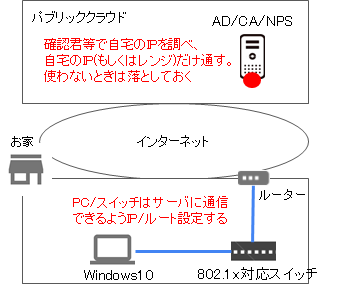 パブリッククラウド
AD/CA/NPS
確認君等で自宅のIPを調べ、
自宅のIP(もしくはレンジ)だけ通す。
使わないときは落としておく
お家
インターネット
ルーター
PC/スイッチはサーバに通信
できるようIP/ルート設定する
Windows10
802.1x対応スイッチ